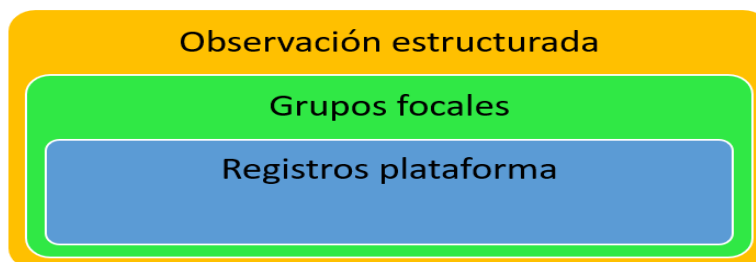 Observación estructurada
Grupos focales
Registros plataforma